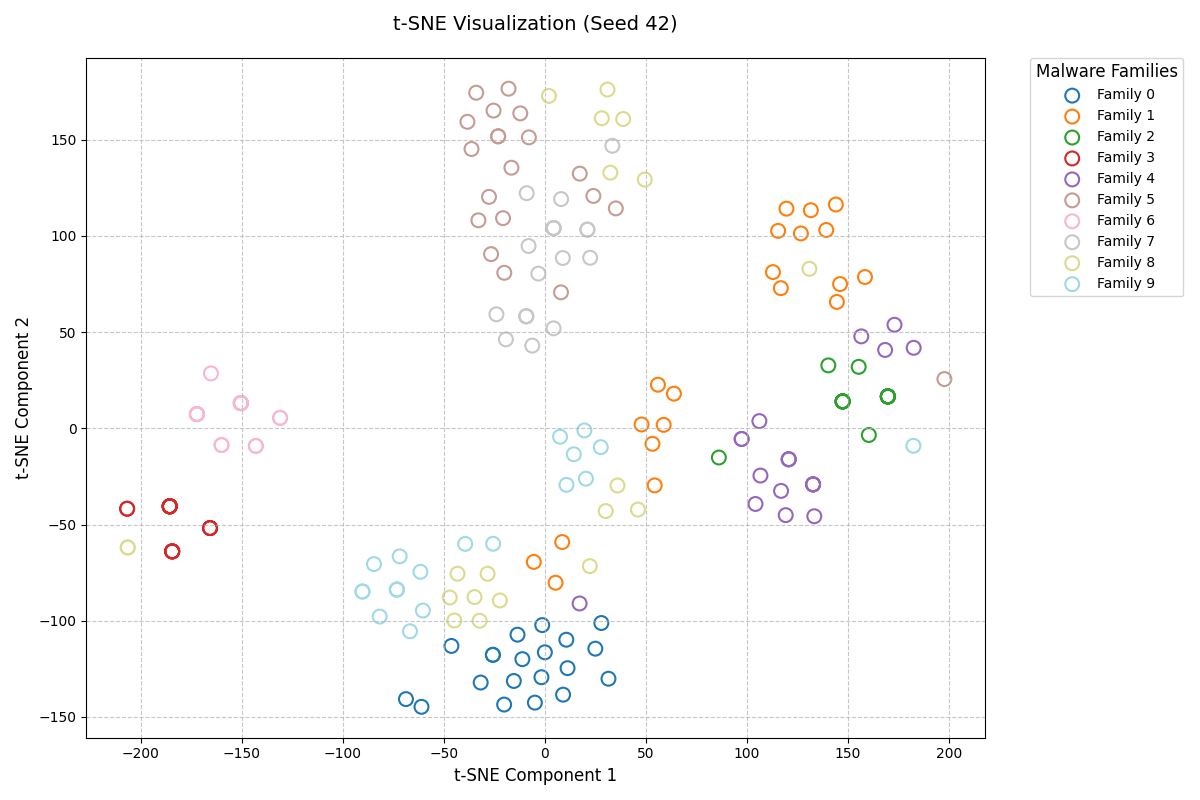 t-SNE Visualization (Seed 42)
Malware Families
Family 0
Family 1
Family 2
Family 3
Family 4
Family 5
Family 6
Family 7
Family 8
Family 9
t-SNE Component 2
150
100
50
0
−50
−100
−150
−200
−150
−100
−50
0
50
100
150
200
t-SNE Component 1